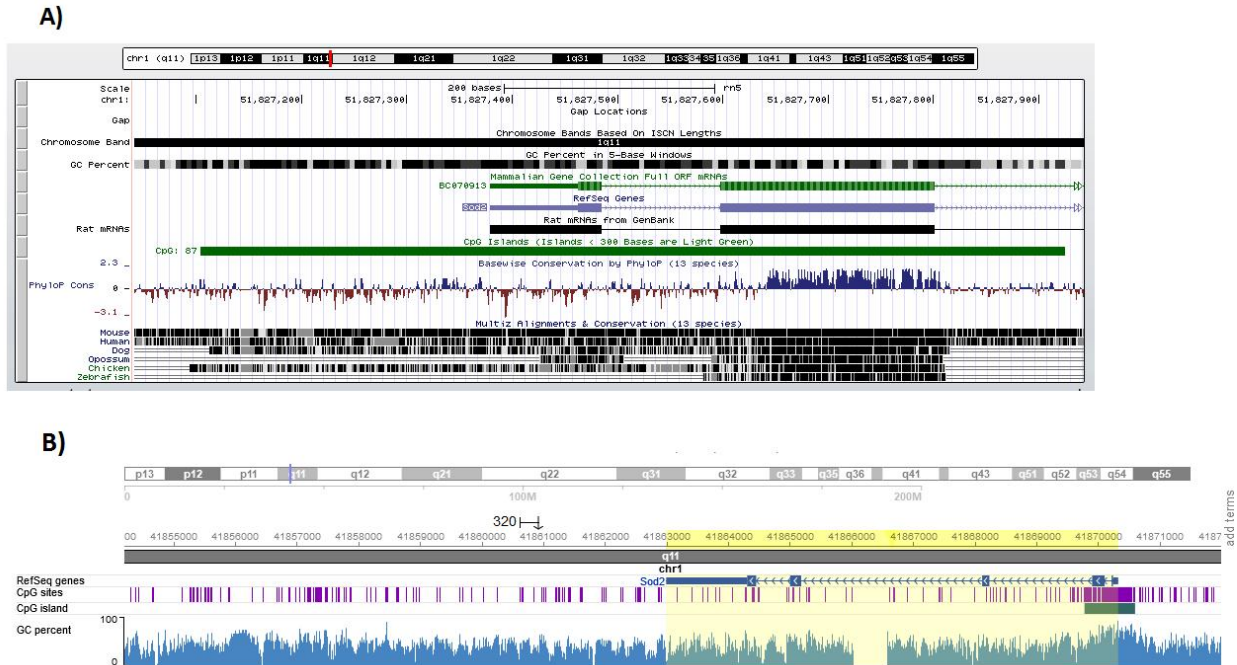 A)
chr1 (q11) 1p13 1p12 1p11 1q11 1q12 1q21 1q22 1q31 1q32 1q33 34 35 1q36 1q41 1q43 1q51 1q52 q53 1q54 1q55
Scale 200 bases rn5
chr1: 51,827,200 51,827,300 51,827,400 51,827,500 51,827,600 51,827,700 51,827,800 51,827,900
Gap Locations
Gap
Chromosome Bands Based On ISCN Lengths
Chromosome Band 1q11
GC Percent in 5-Base Windows
GC Percent
Mammalian Gene Collection Full ORF mRNAs
BC070913
RefSeq Genes
Sod2
Rat mRNAs from GenBank
Rat mRNAs
CpG Islands (Islands < 300 Bases are Light Green)
CpG: 87
2.3 _ Basewise Conservation by PhyloP (13 species)
PhyloP Cons 0
-3.1 _
Multiz Alignments & Conservation (13 species)
Mouse
Human
Dog
Opossum
Chicken
Zebrafish
B)
p13 p12 p11 q11 q12 q21 q22 q31 q32 q33 q35 q36 q41 q43 q51 q52 q53 q54 q55
0 100M 200M
add terms
320
00 41855000 41856000 41857000 41858000 41859000 41860000 41861000 41862000 41863000 41864000 41865000 41866000 41867000 41868000 41869000 41870000 41871000 4187
q11
chr1
RefSeq genes Sod2
CpG sites
CpG island
GC percent 100
0